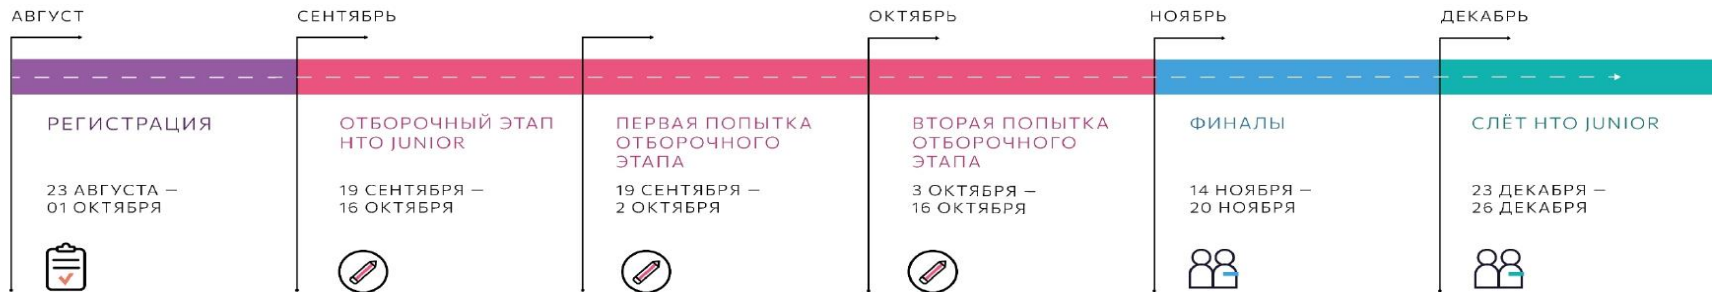 АВГУСТ
СЕНТЯБРЬ
ОКТЯБРЬ
НОЯБРЬ
ДЕКАБРЬ
РЕГИСТРАЦИЯ
23 АВГУСТА –
01 ОКТЯБРЯ
ОТБОРОЧНЫЙ ЭТАП
НТО JUNIOR
19 СЕНТЯБРЯ –
16 ОКТЯБРЯ
ПЕРВАЯ ПОПЫТКА
ОТБОРОЧНОГО
ЭТАПА
19 СЕНТЯБРЯ –
2 ОКТЯБРЯ
ВТОРАЯ ПОПЫТКА
ОТБОРОЧНОГО
ЭТАПА
3 ОКТЯБРЯ –
16 ОКТЯБРЯ
ФИНАЛЫ
14 НОЯБРЯ –
20 НОЯБРЯ
СЛЁТ НТО JUNIOR
23 ДЕКАБРЯ –
26 ДЕКАБРЯ